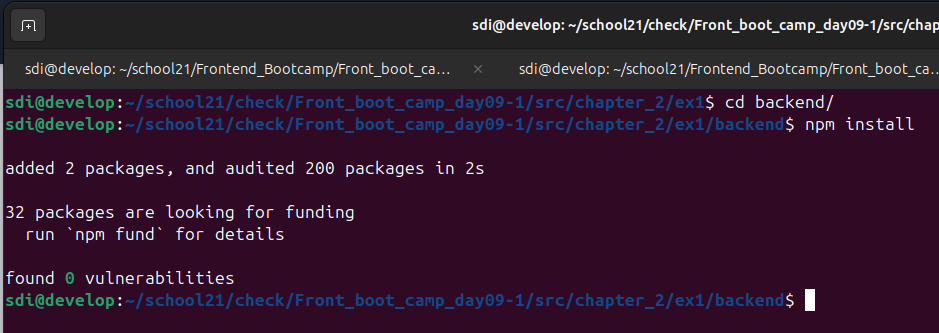 sdi@develop: ~/school21/check/Front_boot_camp_day09-1/src/chap
sdi@develop: ~/school21/Frontend_Bootcamp/Front_boot_ca... × sdi@develop: ~/school21/Frontend_Bootcamp/Front_boot_ca...
sdi@develop:~/school21/check/Front_boot_camp_day09-1/src/chapter_2/ex1$ cd backend/
sdi@develop:~/school21/check/Front_boot_camp_day09-1/src/chapter_2/ex1/backend$ npm install
added 2 packages, and audited 200 packages in 2s
32 packages are looking for funding
run `npm fund` for details
found 0 vulnerabilities
sdi@develop:~/school21/check/Front_boot_camp_day09-1/src/chapter_2/ex1/backend$